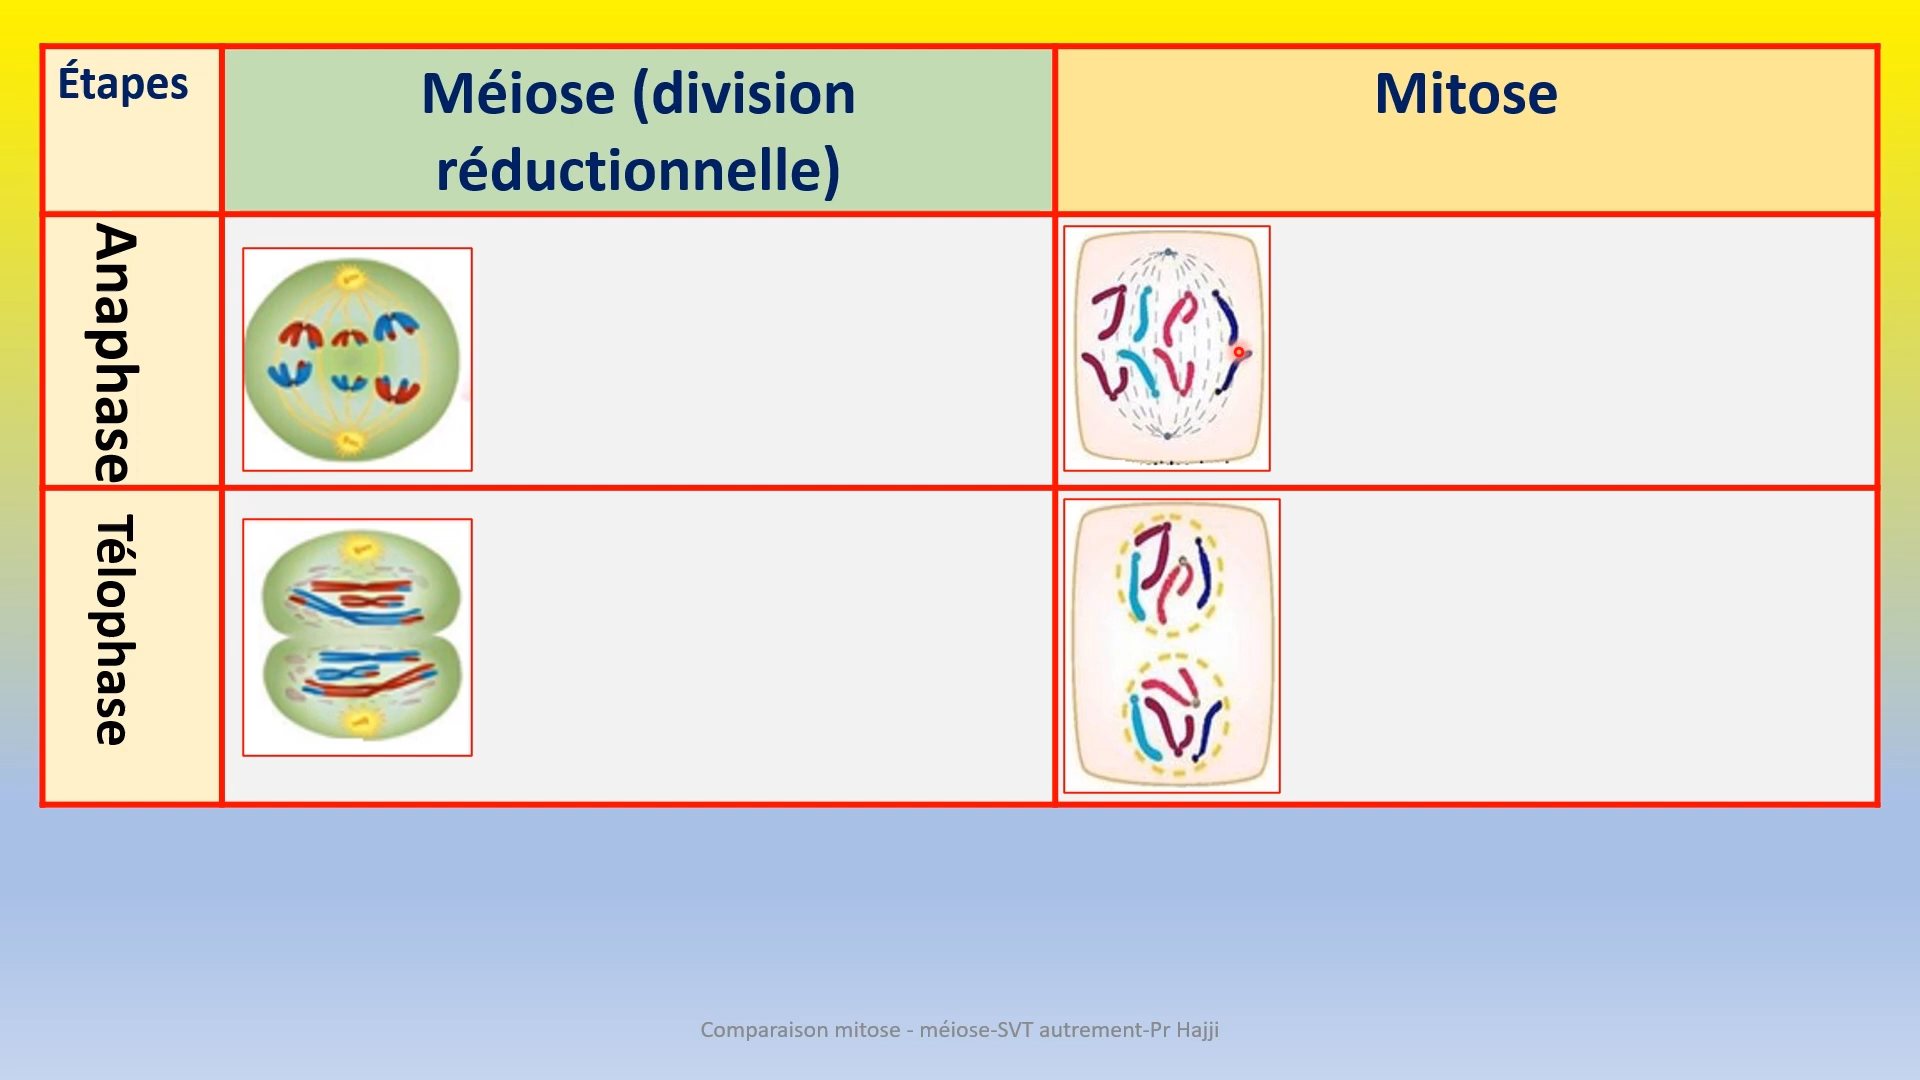 Étapes
Méiose (division
réductionnelle)
Mitose
Anaphase
Télophase
Comparaison mitose - méiose-SVT autrement-Pr Hajji